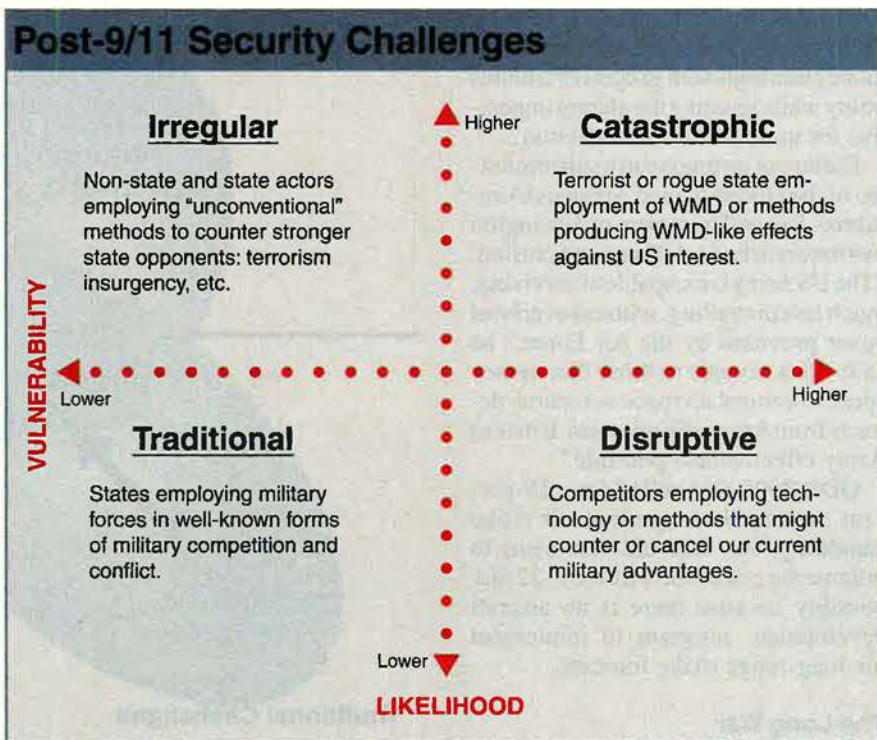 Post-9/11 Security Challenges
Irregular
Non-state and state actors
employing "unconventional"
methods to counter stronger
state opponents: terrorism
insurgency, etc.
Higher
Catastrophic
Terrorist or rogue state em-
ployment of WMD or methods
producing WMD-like effects
against US interest.
VULNERABILITY
Lower
Higher
Traditional
States employing military
forces in well-known forms
of military competition and
conflict.
Disruptive
Competitors employing tech-
nology or methods that might
counter or cancel our current
military advantages.
Lower
LIKELIHOOD